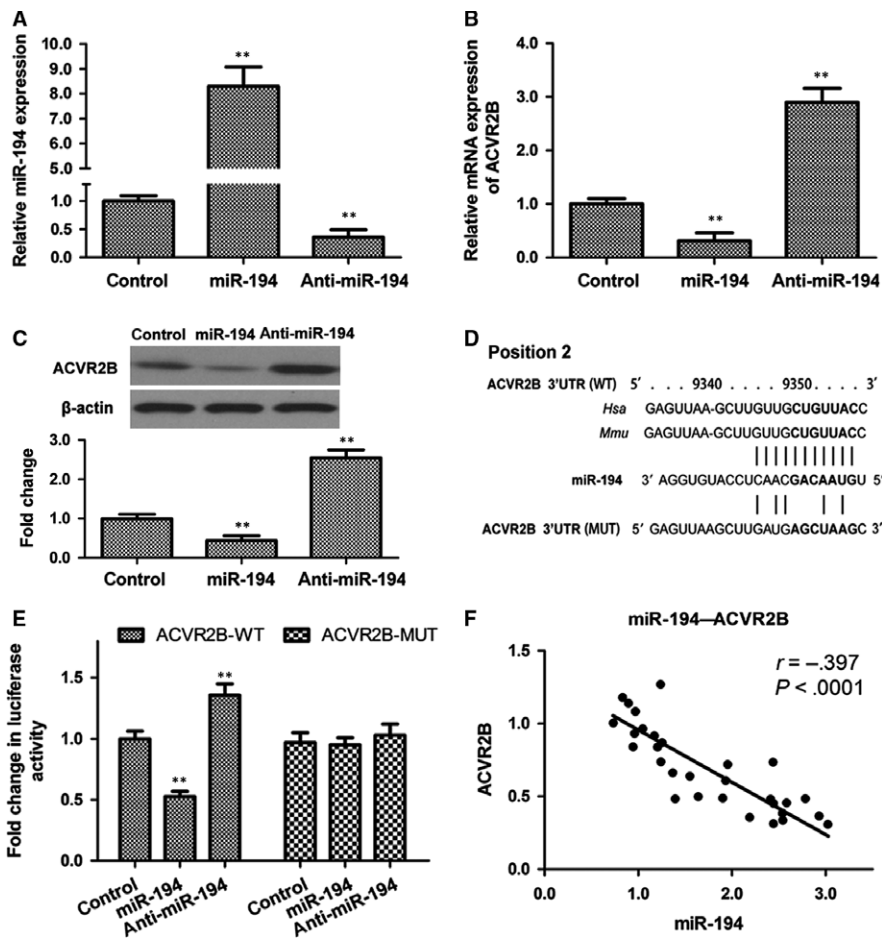 A
Relative miR-194 expression
10.0
9.0
8.0
7.0
6.0
5.0
1.0
0.5
0.0
**
**
Control miR-194 Anti-miR-194
B
Relative mRNA expression
of ACVR2B
4.0
3.0
2.0
1.0
0.0
**
**
Control miR-194 Anti-miR-194
C
Control miR-194 Anti-miR-194
ACVR2B
β-actin
Fold change
3.0
2.0
1.0
0.0
**
**
Control miR-194 Anti-miR-194
D
Position 2
ACVR2B 3′UTR (WT) 5′ . . . 9340 . . . . 9350 . . . . 3′
Hsa GAGUUAA-GCUUGUUGCUGUUACC
Mmu GAGUUAA-GCUUGUUGCUGUUACC
miR-194 3′ AGGUGUACCUCAACGACAAUGU 5′
ACVR2B 3′UTR (MUT) 5′ GAGUUAAGCUUGAUGAGCUAAGC 3′
E
ACVR2B-WT ACVR2B-MUT
Fold change in luciferase
activity
1.5
1.0
0.5
0.0
**
**
Control miR-194 Anti-miR-194 Control miR-194 Anti-miR-194
F
miR-194—ACVR2B
r = –.397
P < .0001
ACVR2B
1.5
1.0
0.5
0.0
0.0 1.0 2.0 3.0
miR-194